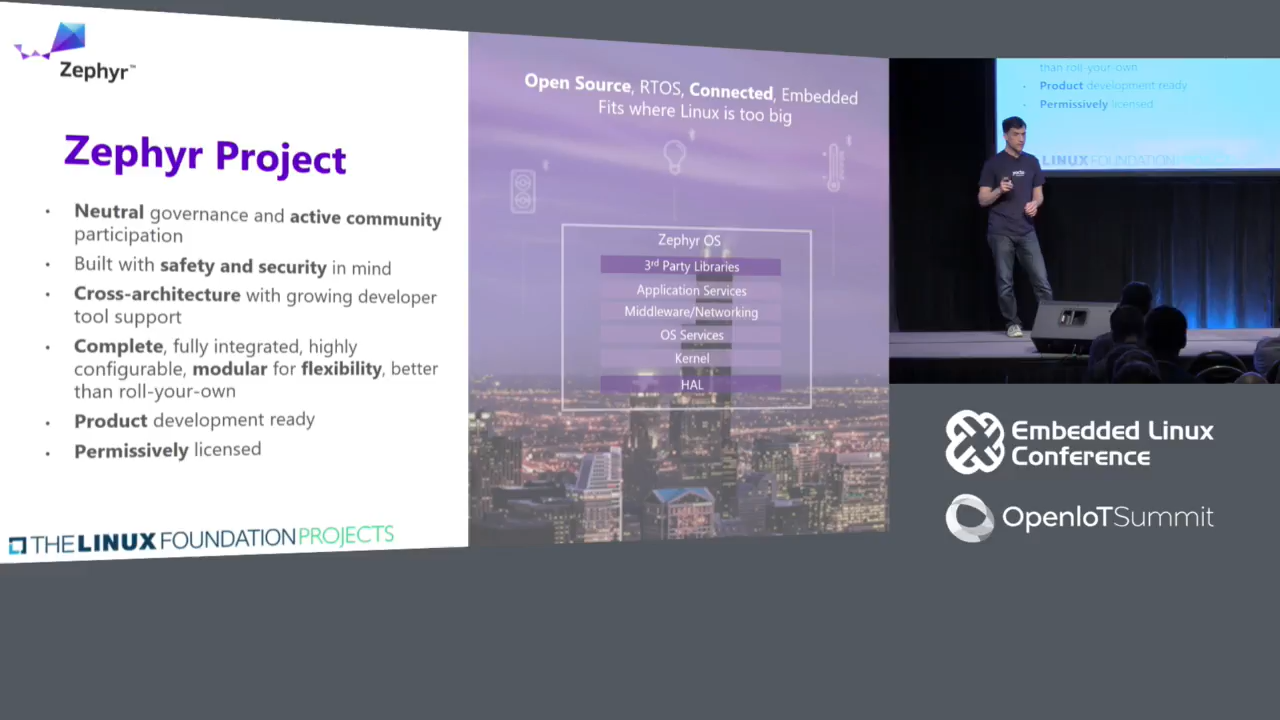 Zephyr™
Zephyr Project
• Neutral governance and active community
participation
• Built with safety and security in mind
• Cross-architecture with growing developer
tool support
• Complete, fully integrated, highly
configurable, modular for flexibility, better
than roll-your-own
• Product development ready
• Permissively licensed
THE LINUX FOUNDATION PROJECTS
Open Source, RTOS, Connected, Embedded
Fits where Linux is too big
Zephyr OS
3rd Party Libraries
Application Services
Middleware/Networking
OS Services
Kernel
HAL
than roll-your-own
• Product development ready
• Permissively licensed
LINUX FOUNDATION PROJECTS
Embedded Linux
Conference
OpenIoTSummit